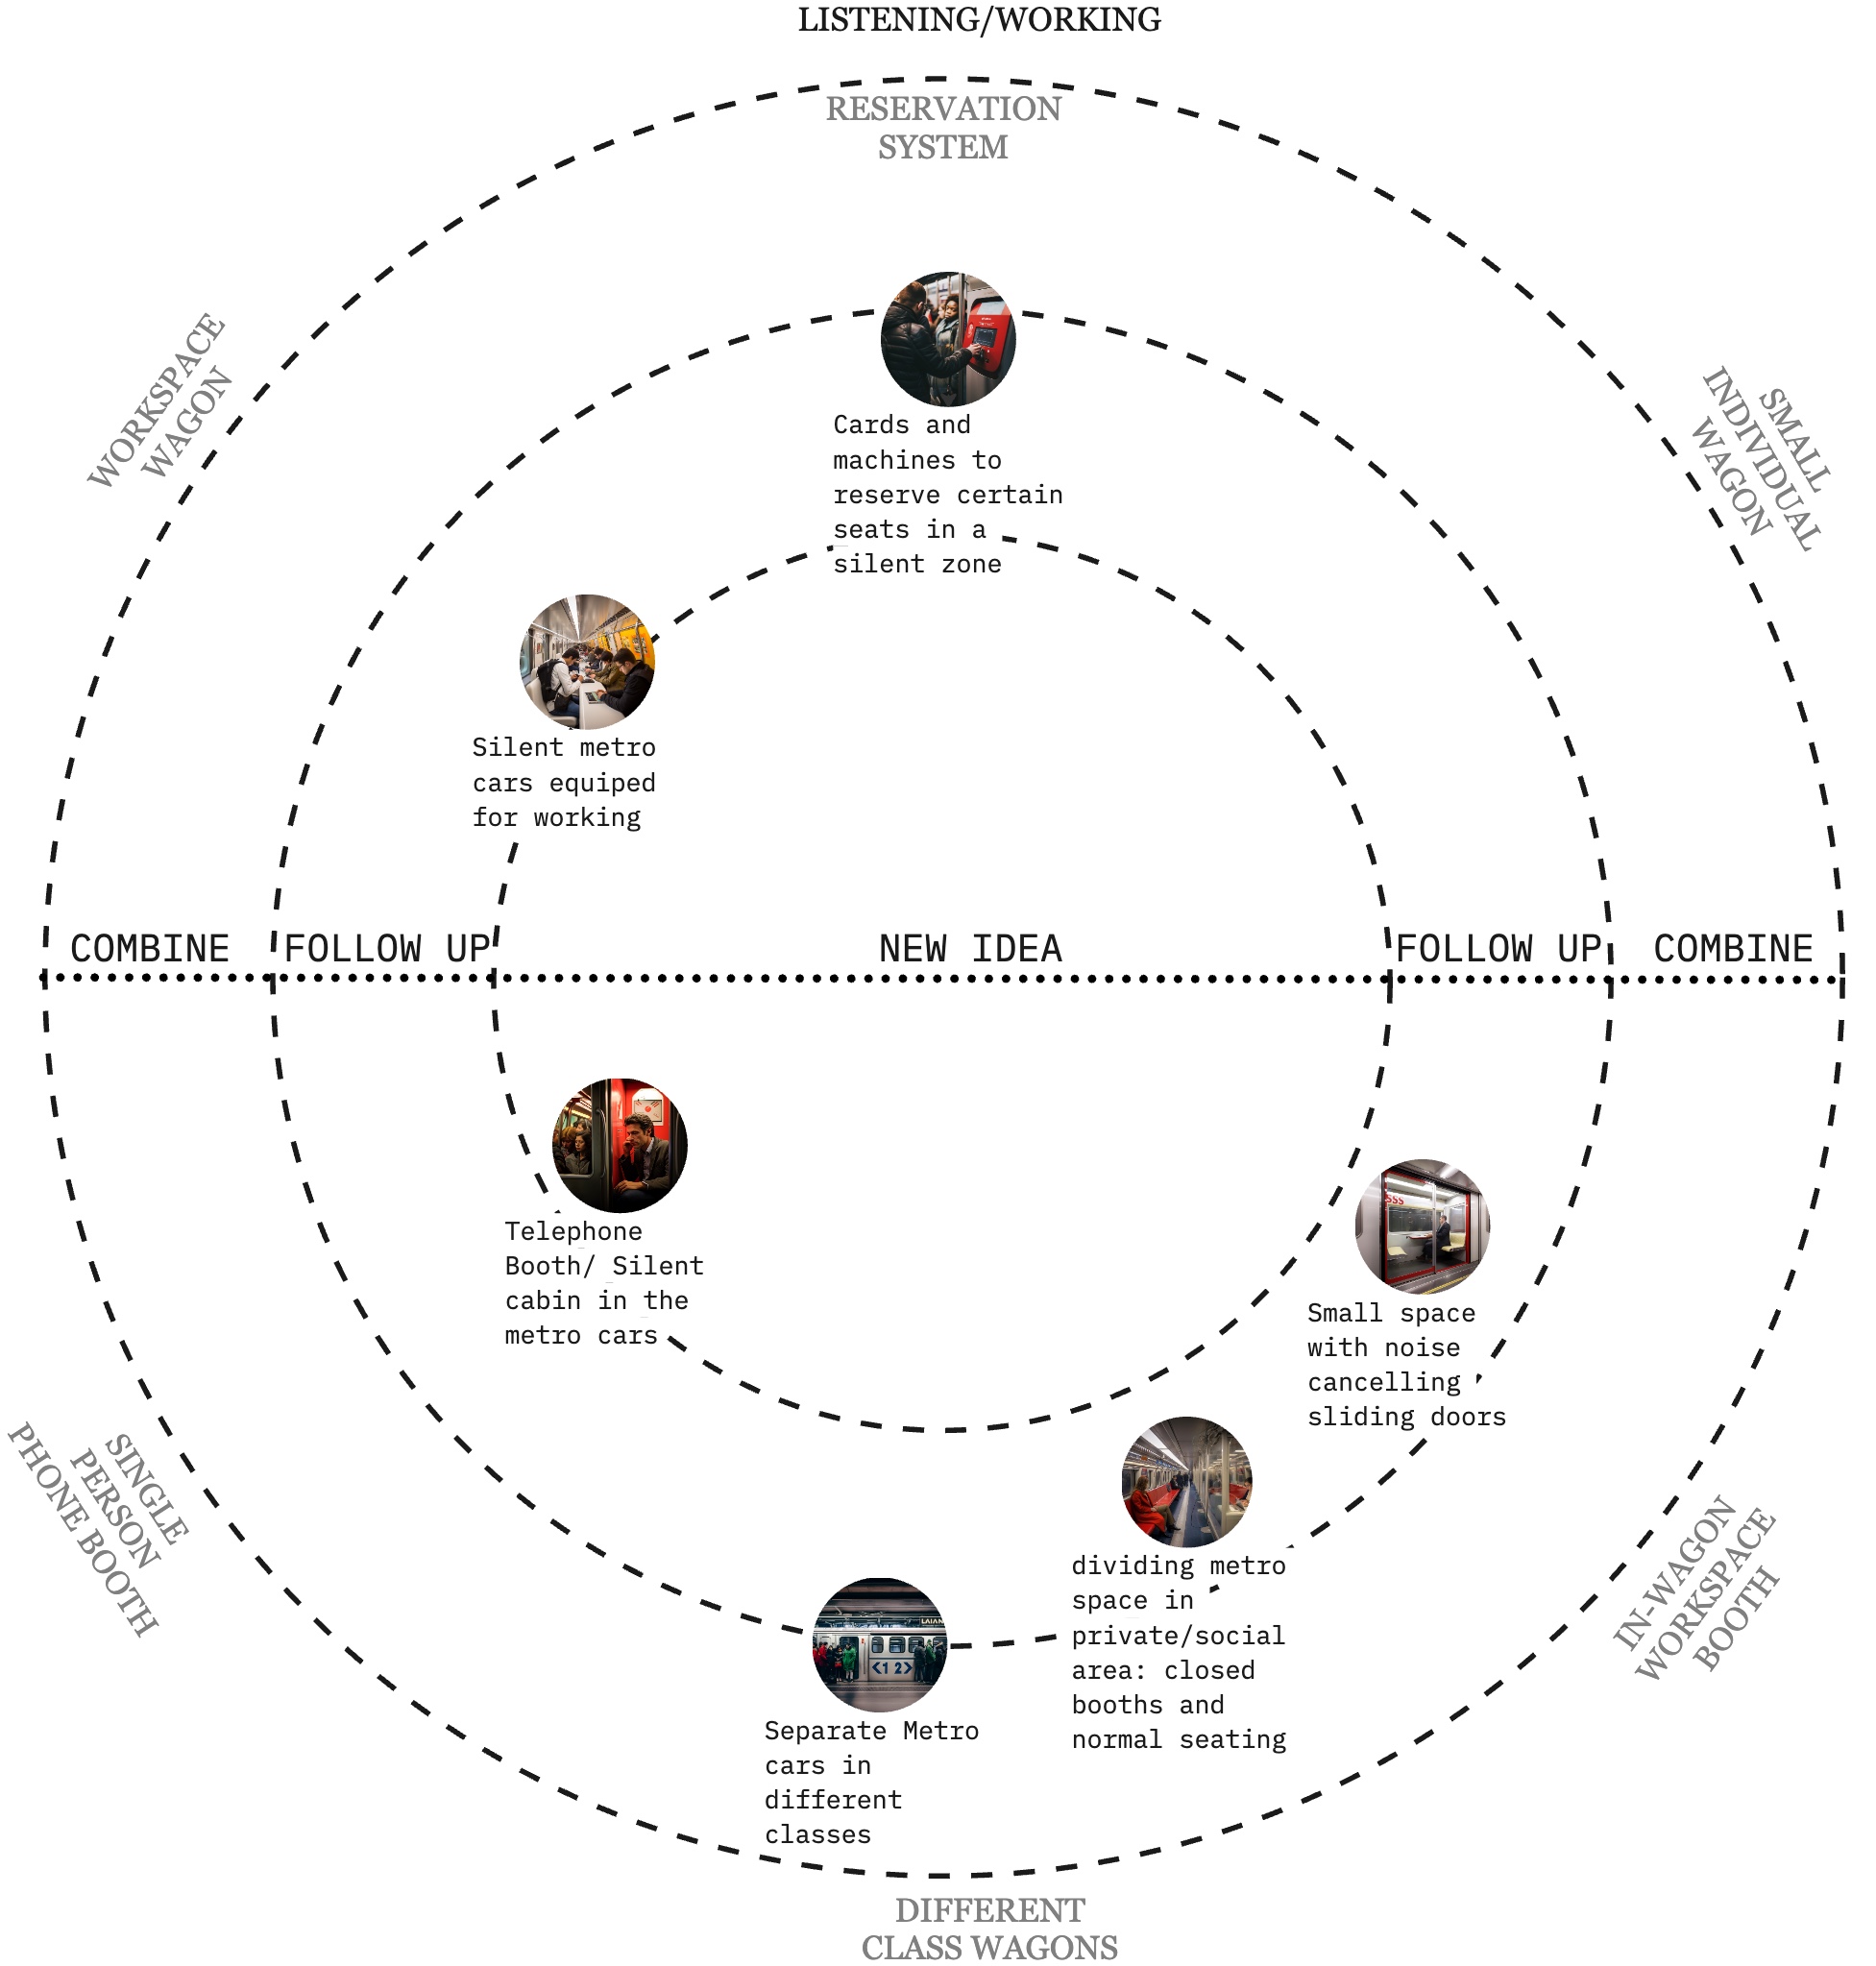 LISTENING/WORKING
RESERVATION
SYSTEM
WORKSPACE
WAGON
SMALL
INDIVIDUAL
WAGON
Cards and
machines to
reserve certain
seats in a
silent zone
Silent metro
cars equiped
for working
COMBINE
FOLLOW UP
NEW IDEA
FOLLOW UP
COMBINE
Telephone
Booth/ Silent
cabin in the
metro cars
SSS
Small space
with noise
cancelling
sliding doors
SINGLE
PERSON
PHONE BOOTH
dividing metro
space in
private/social
area: closed
booths and
normal seating
IN-WAGON
WORKSPACE
BOOTH
LAIAN
<1 2>
Separate Metro
cars in
different
classes
DIFFERENT
CLASS WAGONS